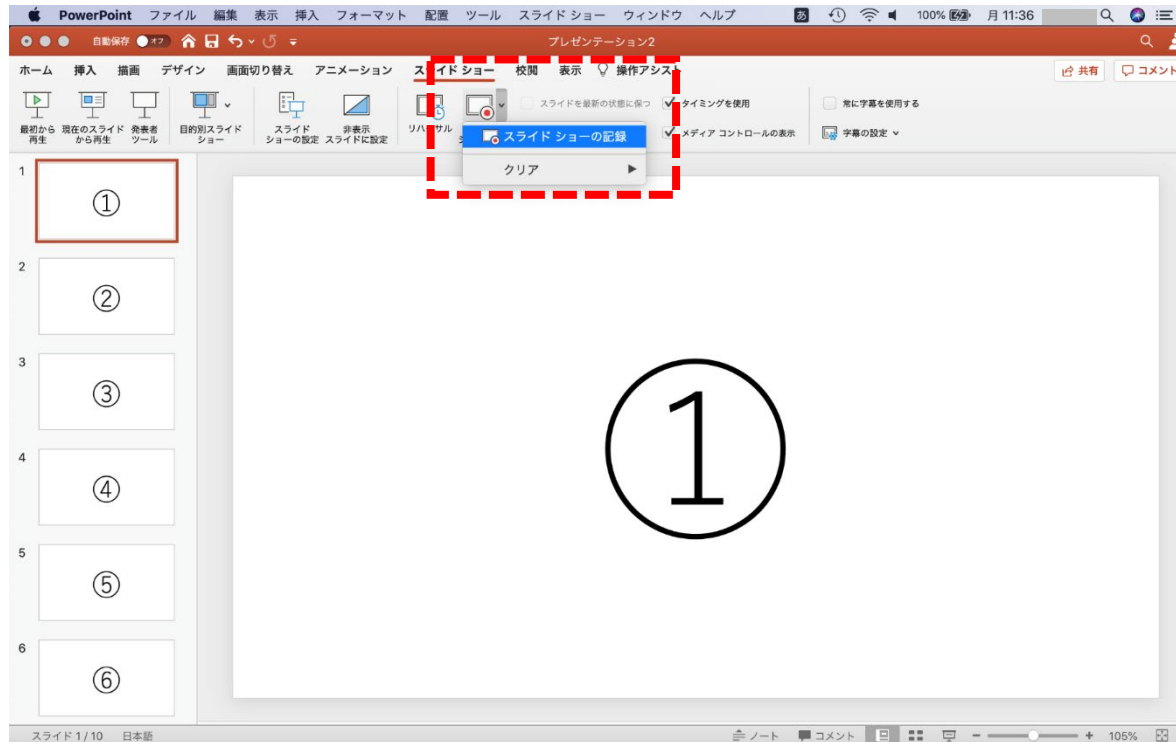 PowerPoint ファイル 編集 表示 挿入 フォーマット 配置 ツール スライド ショー ウィンドウ ヘルプ あ 100% 月 11:36
自動保存 オフ プレゼンテーション2
ホーム 挿入 描画 デザイン 画面切り替え アニメーション スライド ショー 校閲 表示 操作アシスト 共有 コメント
最初から 再生
現在のスライド から再生
発表者 ツール
目的別スライド ショー
スライド ショーの設定
非表示 スライドに設定
リハーサル
スライドを最新の状態に保つ
タイミングを使用
メディア コントロールの表示
常に字幕を使用する
字幕の設定
スライド ショーの記録
クリア
1 ①
2 ②
3 ③
4 ④
5 ⑤
6 ⑥
①
スライド 1 / 10 日本語 ノート コメント 105%